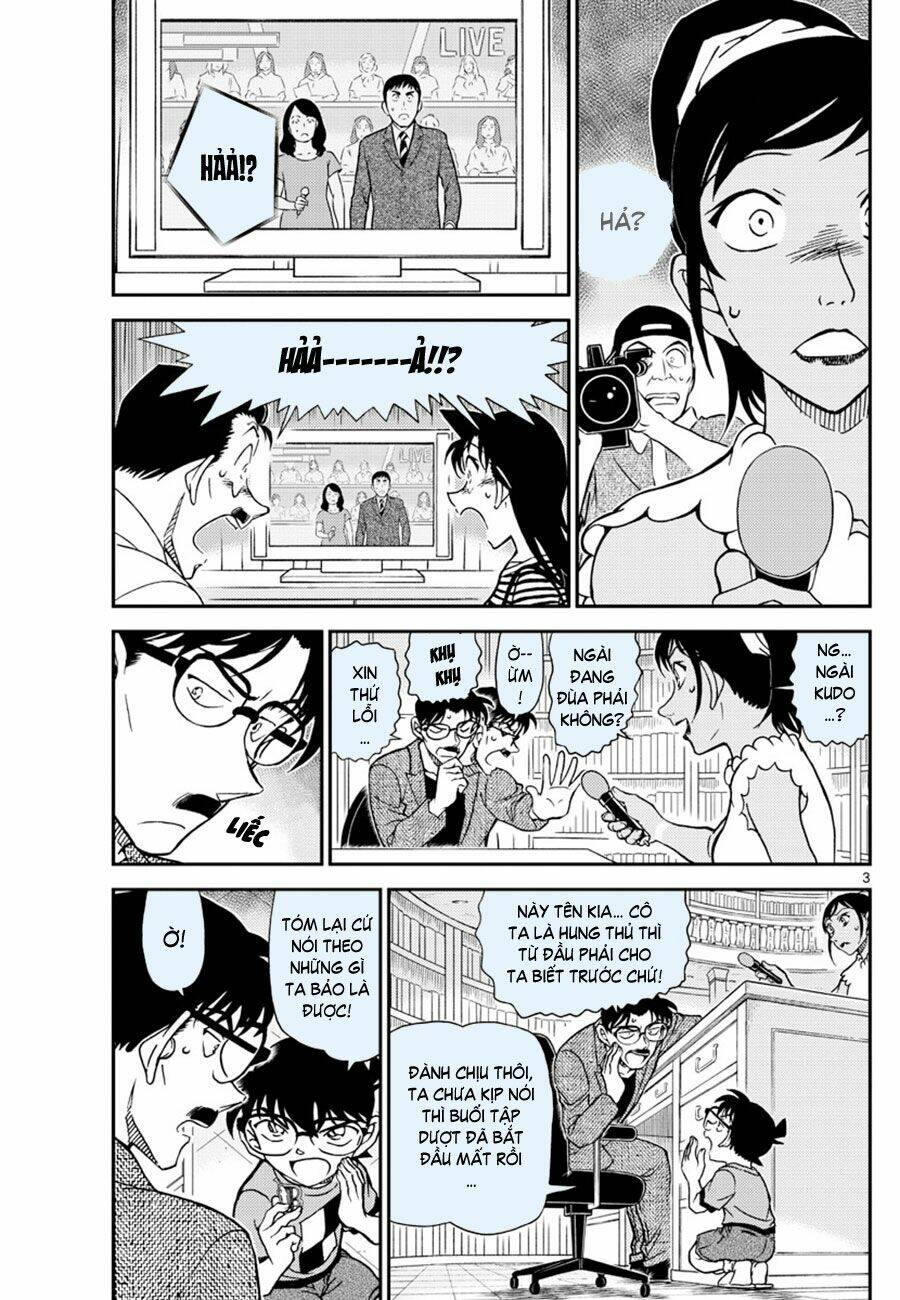 HẢ?
LIVE
HẢẢ!?
HẢẢ-------Ả!!?
LIVE
NG...
NGÀI
KUDO
...?
NGÀI
ĐANG
ĐÙA PHẢI
KHÔNG?
Ờ--
ỪM
!
KHỤ
KHỤ
XIN
THỨ
LỖI
...
LIẾC
3
NÀY TÊN KIA... CÔ
TA LÀ HUNG THỦ THÌ
TỪ ĐẦU PHẢI CHO
TA BIẾT TRƯỚC CHỨ!
ĐÀNH CHỊU THÔI,
TA CHƯA KỊP NÓI
THÌ BUỔI TẬP
DƯỢT ĐÃ BẮT
ĐẦU MẤT RỒI
...
TÓM LẠI CỨ
NÓI THEO
NHỮNG GÌ
TA BẢO LÀ
ĐƯỢC!
Ờ!